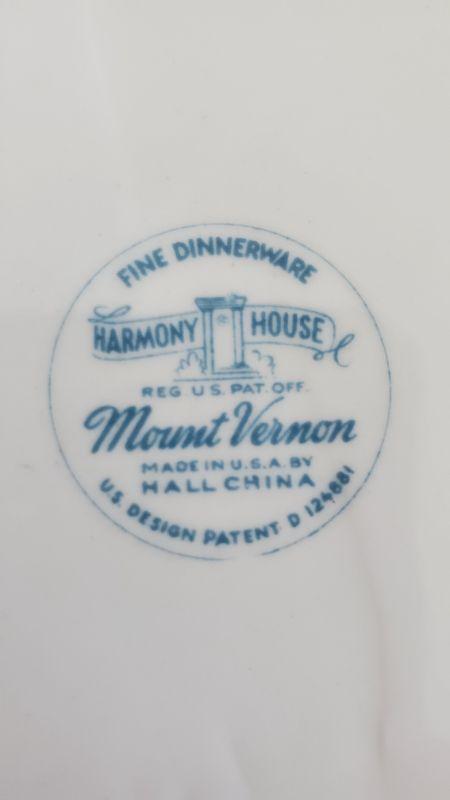 FINE DINNERWARE
HARMONY HOUSE
REG. U.S. PAT. OFF.
Mount Vernon
MADE IN U.S.A. BY
HALL CHINA
U.S. DESIGN PATENT D 124881